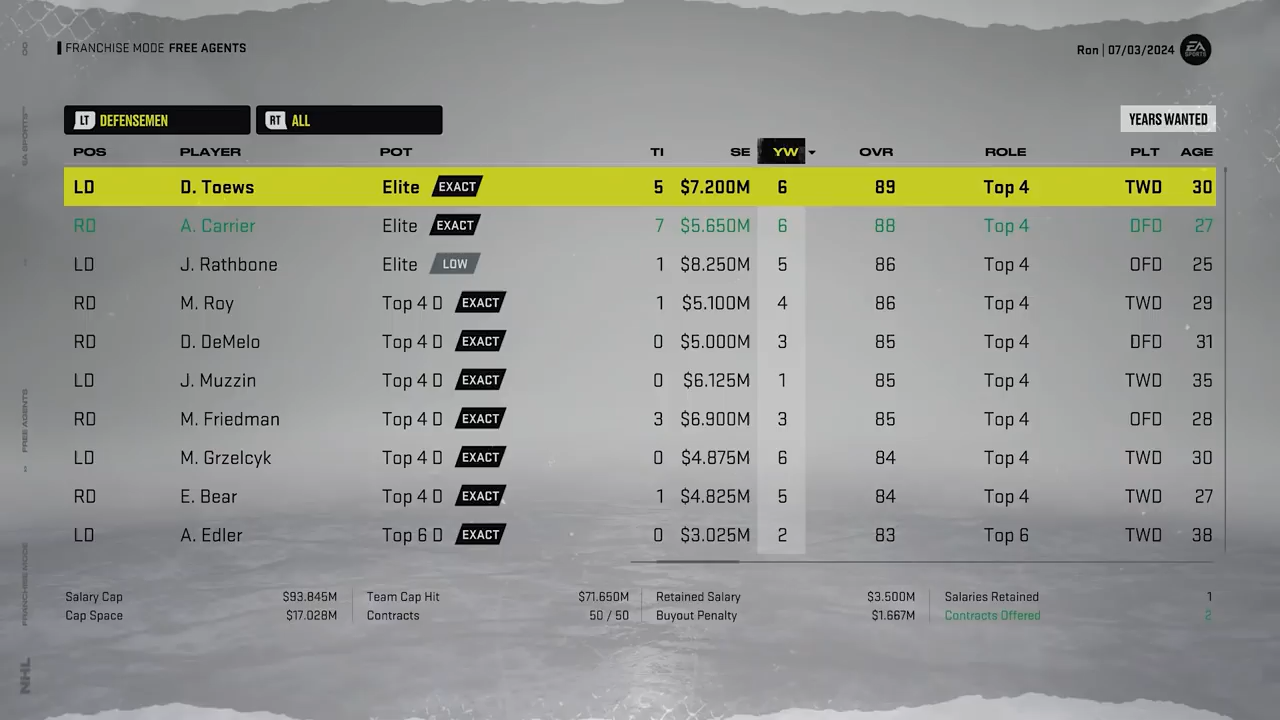 FRANCHISE MODE FREE AGENTS
Ron | 07/03/2024 EA SPORTS
LT DEFENSEMEN RT ALL YEARS WANTED
POS PLAYER POT TI SE YW OVR ROLE PLT AGE
LD D. Toews Elite EXACT 5 $7.200M 6 89 Top 4 TWD 30
RD A. Carrier Elite EXACT 7 $5.650M 6 88 Top 4 DFD 27
LD J. Rathbone Elite LOW 1 $8.250M 5 86 Top 4 OFD 25
RD M. Roy Top 4 D EXACT 1 $5.100M 4 86 Top 4 TWD 29
RD D. DeMelo Top 4 D EXACT 0 $5.000M 3 85 Top 4 DFD 31
LD J. Muzzin Top 4 D EXACT 0 $6.125M 1 85 Top 4 TWD 35
RD M. Friedman Top 4 D EXACT 3 $6.900M 3 85 Top 4 OFD 28
LD M. Grzelcyk Top 4 D EXACT 0 $4.875M 6 84 Top 4 TWD 30
RD E. Bear Top 4 D EXACT 1 $4.825M 5 84 Top 4 TWD 27
LD A. Edler Top 6 D EXACT 0 $3.025M 2 83 Top 6 TWD 38
Salary Cap $93.845M Team Cap Hit $71.650M Retained Salary $3.500M Salaries Retained 1
Cap Space $17.028M Contracts 50 / 50 Buyout Penalty $1.667M Contracts Offered 2
NHL
FRANCHISE MODE
FREE AGENTS
EA SPORTS™